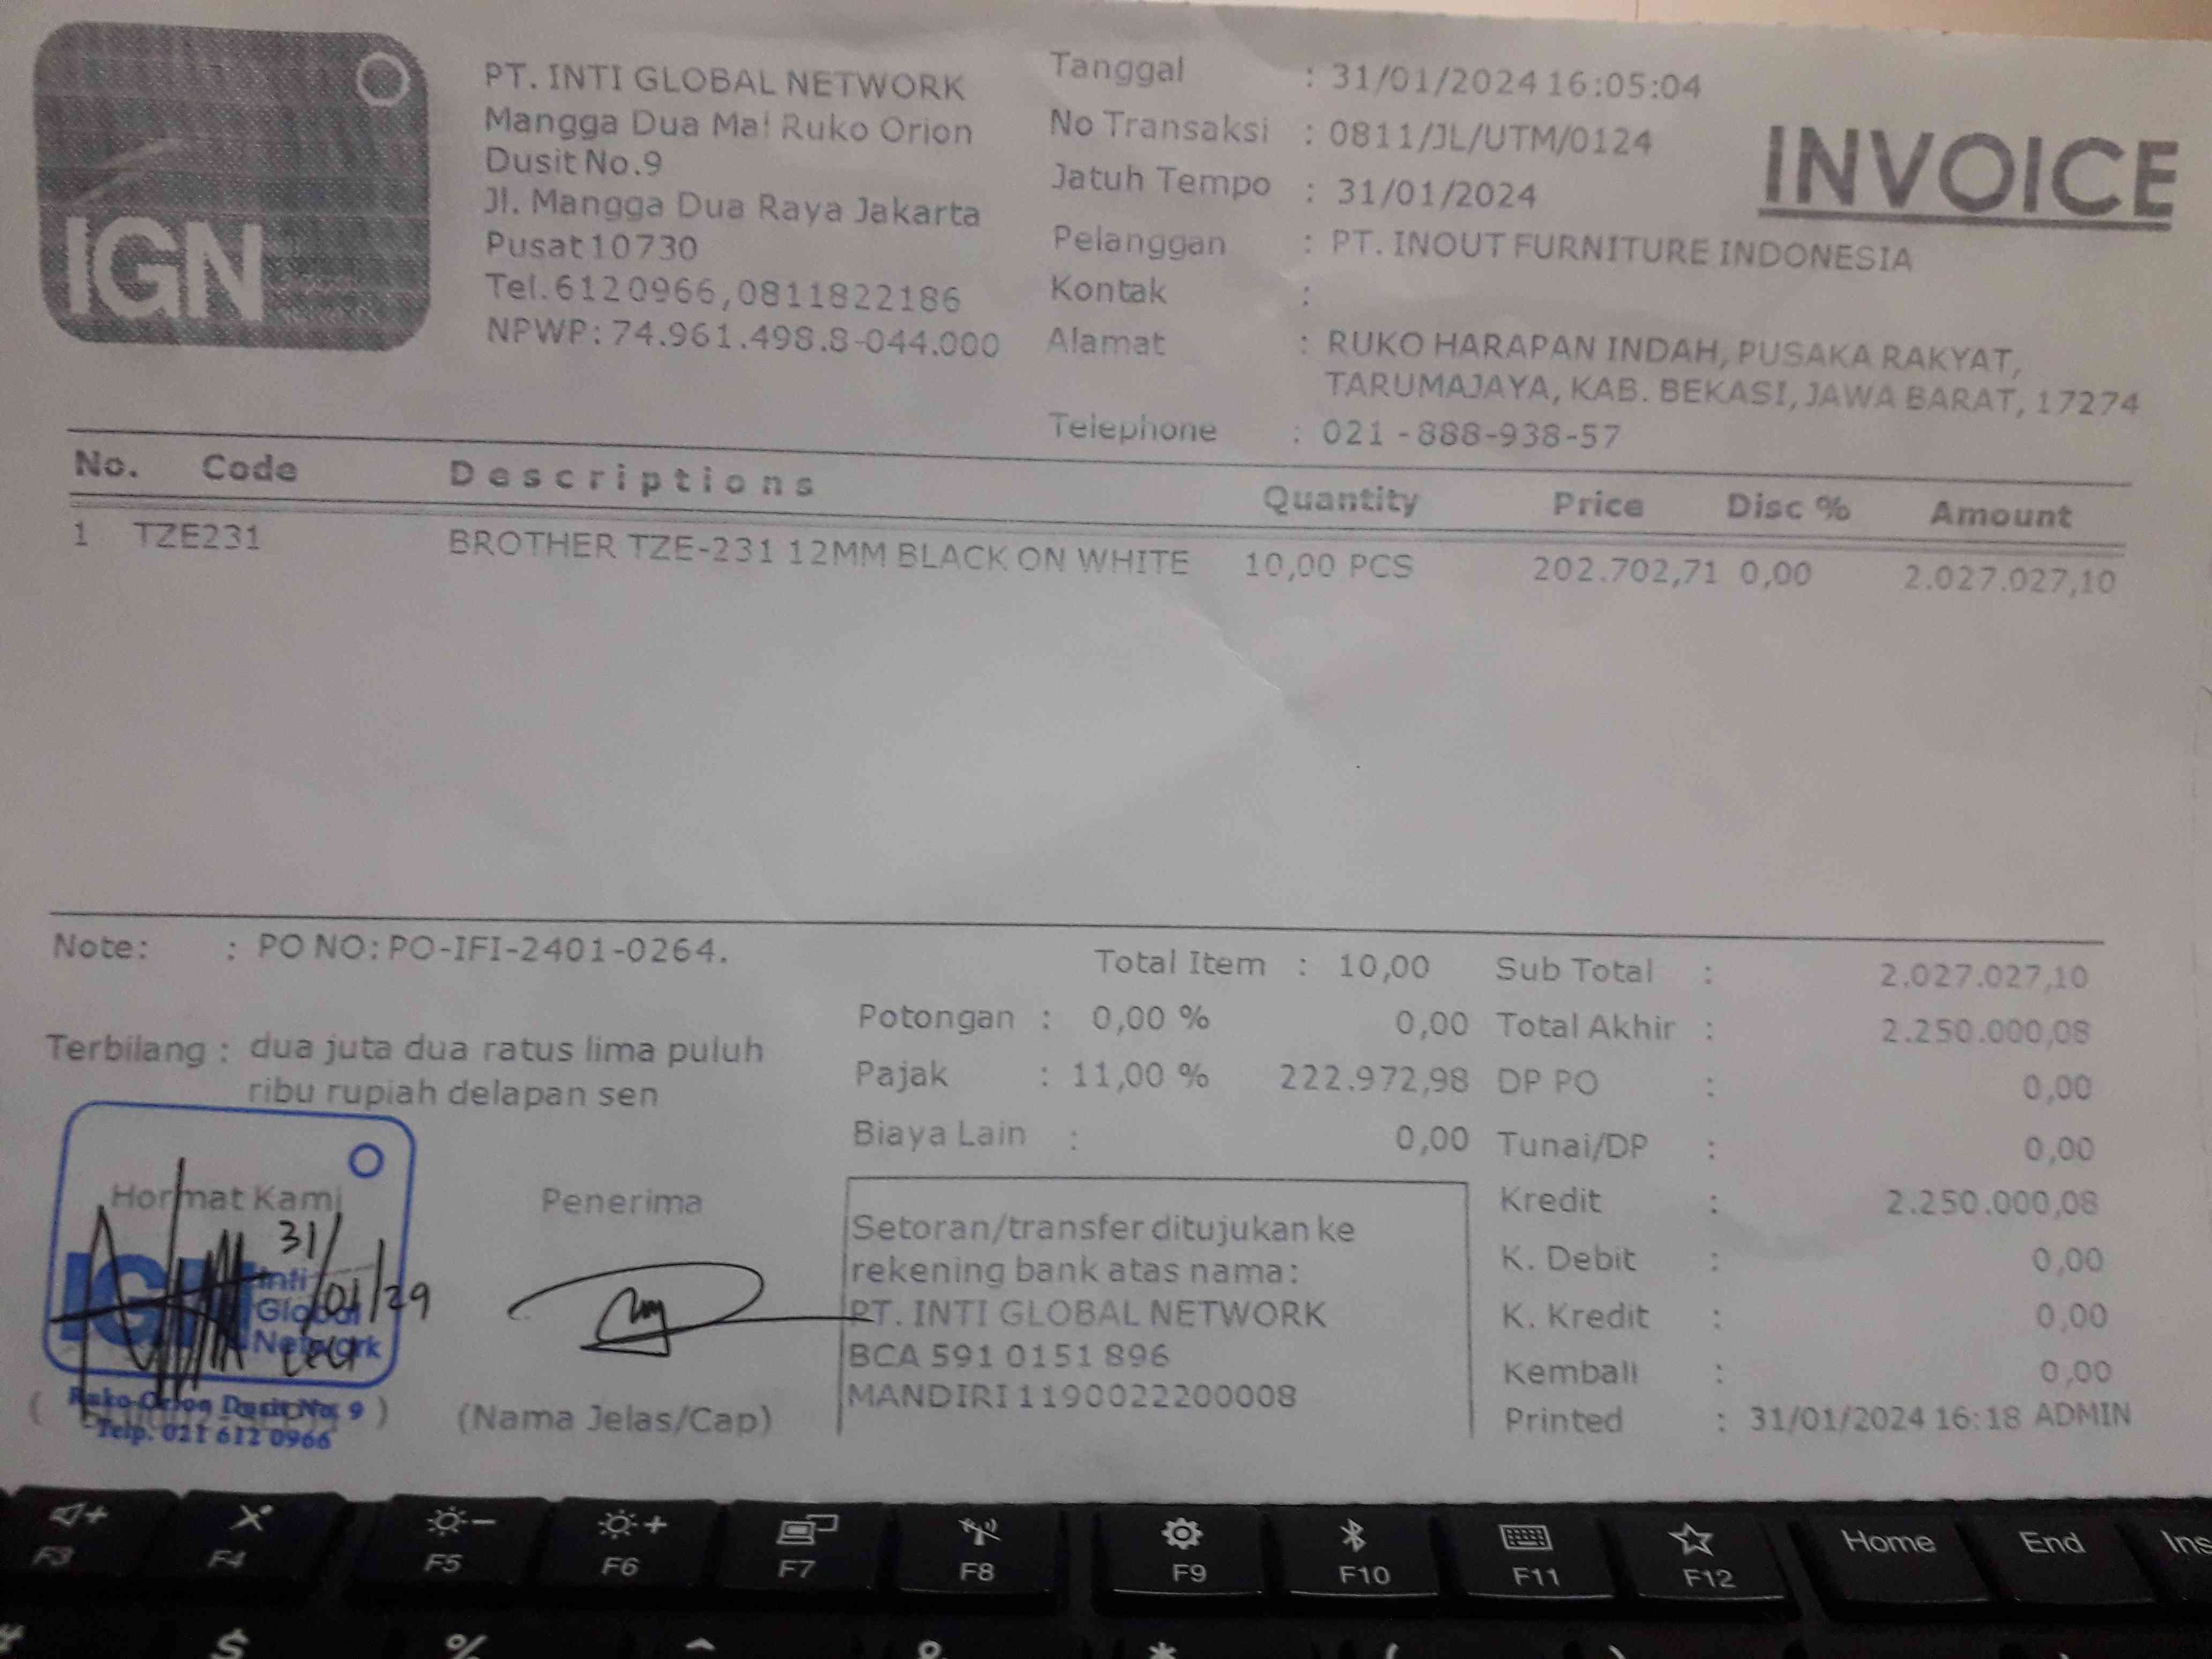 IGN
PT. INTI GLOBAL NETWORK
Mangga Dua Mal Ruko Orion
Dusit No.9
Jl. Mangga Dua Raya Jakarta
Pusat 10730
Tel. 6120966, 0811822186
NPWP: 74.961.498.8-044.000
Tanggal : 31/01/2024 16:05:04
No Transaksi : 0811/JL/UTM/0124
Jatuh Tempo : 31/01/2024
Pelanggan : PT. INOUT FURNITURE INDONESIA
Kontak :
Alamat : RUKO HARAPAN INDAH, PUSAKA RAKYAT,
TARUMAJAYA, KAB. BEKASI, JAWA BARAT, 17274
Telephone : 021 - 888-938-57
INVOICE
No. Code Descriptions Quantity Price Disc % Amount
1 TZE231 BROTHER TZE-231 12MM BLACK ON WHITE 10,00 PCS 202.702,71 0,00 2.027.027,10
Note: : PO NO: PO-IFI-2401-0264.
Terbilang : dua juta dua ratus lima puluh
ribu rupiah delapan sen
Total Item : 10,00
Potongan : 0,00 % 0,00
Pajak : 11,00 % 222.972,98
Biaya Lain : 0,00
Sub Total : 2.027.027,10
Total Akhir : 2.250.000,08
DP PO : 0,00
Tunai/DP : 0,00
Kredit : 2.250.000,08
K. Debit : 0,00
K. Kredit : 0,00
Kembali : 0,00
Printed : 31/01/2024 16:18 ADMIN
Hormat Kami
31/
IGN Inti
Global
Network
Ruko Orion Dusit No. 9
Telp. 021 612 0966
Penerima
(Nama Jelas/Cap)
Setoran/transfer ditujukan ke
rekening bank atas nama:
PT. INTI GLOBAL NETWORK
BCA 591 0151 896
MANDIRI 1190022200008
F3 F4 F5 F6 F7 F8 F9 F10 F11 F12 Home End Ins
$ % ^ * (